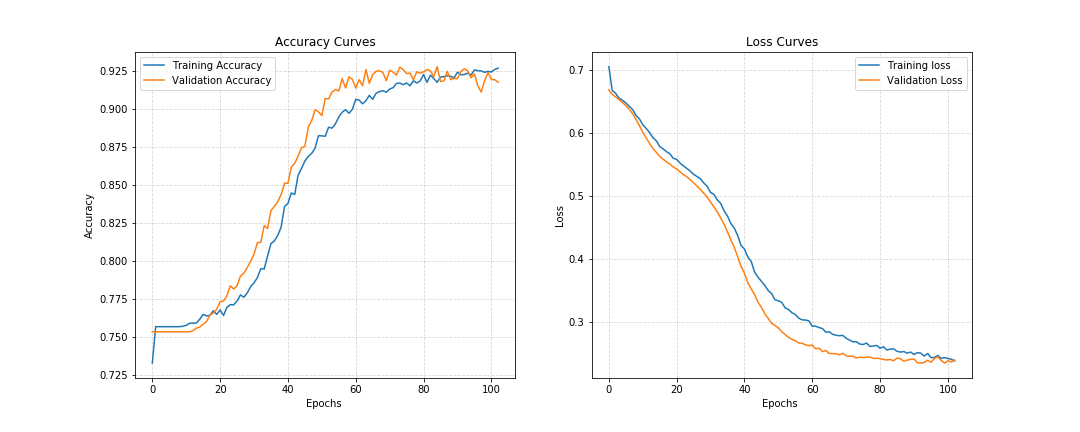 Accuracy Curves
Training Accuracy
Validation Accuracy
0.925
0.900
0.875
0.850
0.825
0.800
0.775
0.750
0.725
Accuracy
0 20 40 60 80 100
Epochs
Loss Curves
Training loss
Validation Loss
0.7
0.6
0.5
0.4
0.3
Loss
0 20 40 60 80 100
Epochs